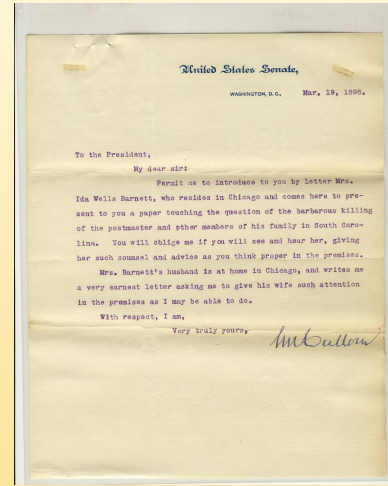 United States Senate,
WASHINGTON, D. C., Mar. 19, 1898.
To the President,
My dear sir:
Permit me to introduce to you by letter Mrs.
Ida Wells Barnett, who resides in Chicago and comes here to pre-
sent to you a paper touching the question of the barbarous killing
of the postmaster and pther members of his family in South Caro-
lina. You will oblige me if you will see and hear her, giving
her such counsel and advice as you think proper in the premises.
Mrs. Barnett's husband is at home in Chicago, and writes me
a very earnest letter asking me to give his wife such attention
in the premises as I may be able to do.
With respect, I am,
Very truly yours,
SM Cullom